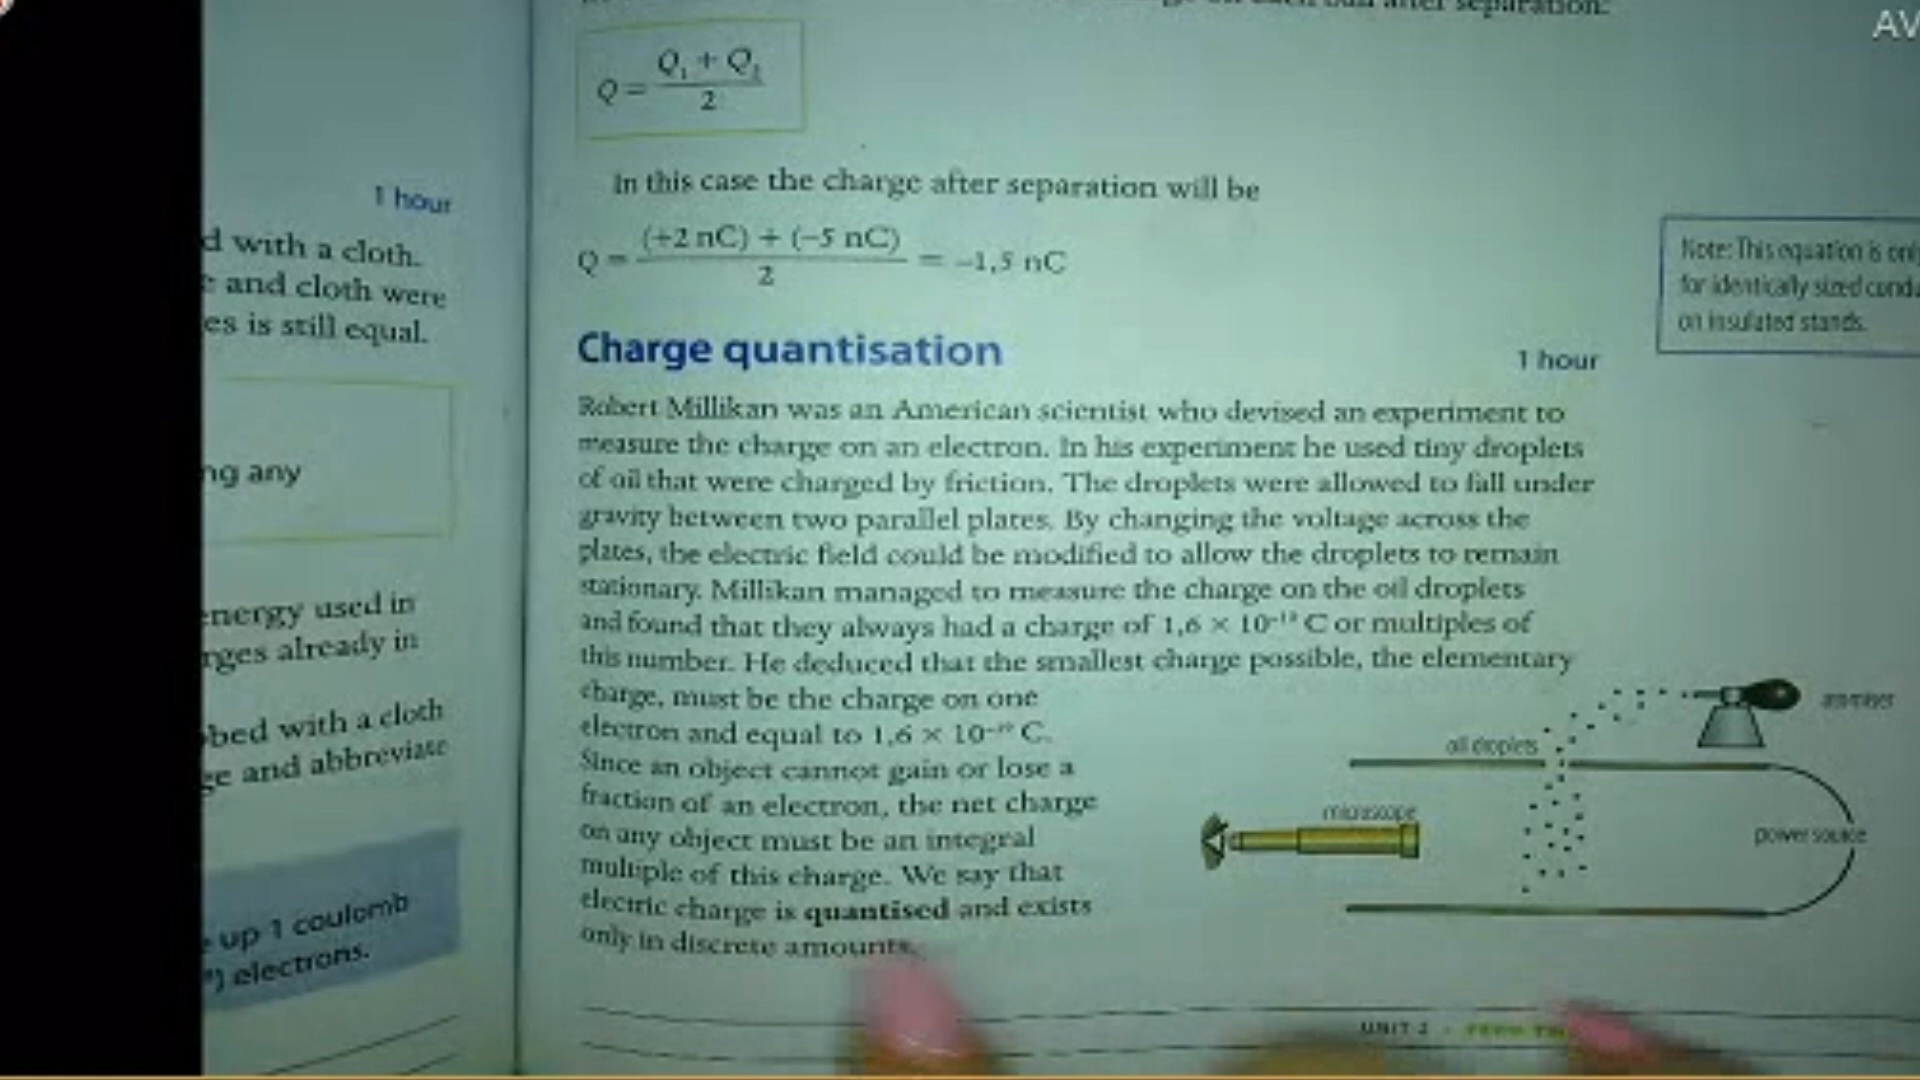 after separation.
Q = Q₁ + Q₂ / 2
In this case the charge after separation will be
Q = (+2 nC) + (−5 nC) / 2 = −1,5 nC
Charge quantisation
1 hour
Robert Millikan was an American scientist who devised an experiment to
measure the charge on an electron. In his experiment he used tiny droplets
of oil that were charged by friction. The droplets were allowed to fall under
gravity between two parallel plates. By changing the voltage across the
plates, the electric field could be modified to allow the droplets to remain
stationary. Millikan managed to measure the charge on the oil droplets
and found that they always had a charge of 1,6 × 10⁻¹⁹ C or multiples of
this number. He deduced that the smallest charge possible, the elementary
charge, must be the charge on one
electron and equal to 1,6 × 10⁻¹⁹ C.
Since an object cannot gain or lose a
fraction of an electron, the net charge
on any object must be an integral
multiple of this charge. We say that
electric charge is quantised and exists
only in discrete amounts.
atomiser
oil droplets
microscope
power source
UNIT 2
Note: This equation is only
for identically sized
on insulated stands.
AV
1 hour
d with a cloth.
and cloth were
es is still equal.
ng any
energy used in
rges already in
bed with a cloth
ge and abbreviate
up 1 coulomb
) electrons.